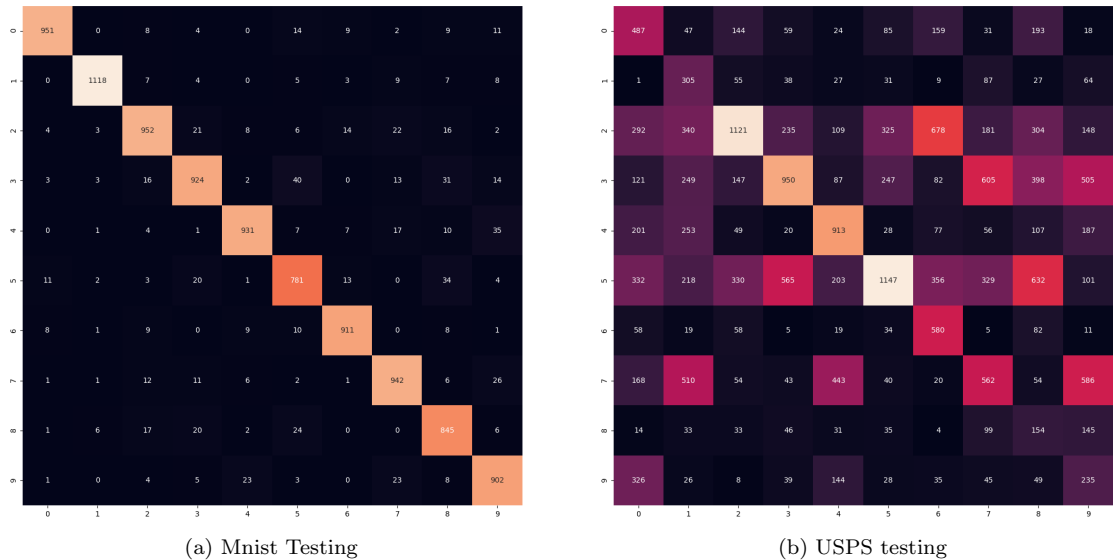 0 951 0 8 4 0 14 9 2 9 11
1 0 1118 7 4 0 5 3 9 7 8
2 4 3 952 21 8 6 14 22 16 2
3 3 3 16 924 2 40 0 13 31 14
4 0 1 4 1 931 7 7 17 10 35
5 11 2 3 20 1 781 13 0 34 4
6 8 1 9 0 9 10 911 0 8 1
7 1 1 12 11 6 2 1 942 6 26
8 1 6 17 20 2 24 0 0 845 6
9 1 0 4 5 23 3 0 23 8 902
0 1 2 3 4 5 6 7 8 9
(a) Mnist Testing
0 487 47 144 59 24 85 159 31 193 18
1 1 305 55 38 27 31 9 87 27 64
2 292 340 1121 235 109 325 678 181 304 148
3 121 249 147 950 87 247 82 605 398 505
4 201 253 49 20 913 28 77 56 107 187
5 332 218 330 565 203 1147 356 329 632 101
6 58 19 58 5 19 34 580 5 82 11
7 168 510 54 43 443 40 20 562 54 586
8 14 33 33 46 31 35 4 99 154 145
9 326 26 8 39 144 28 35 45 49 235
0 1 2 3 4 5 6 7 8 9
(b) USPS testing